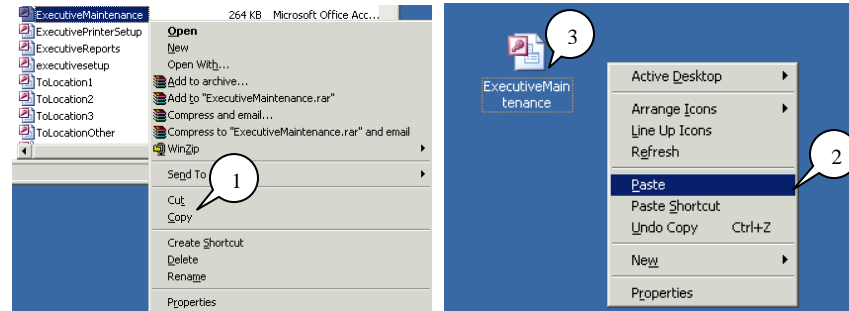 ExecutiveMaintenance 264 KB Microsoft Office Acc...
ExecutivePrinterSetup
ExecutiveReports
executivesetup
ToLocation1
ToLocation2
ToLocation3
ToLocationOther
Open
New
Open With...
Add to archive...
Add to "ExecutiveMaintenance.rar"
Compress and email...
Compress to "ExecutiveMaintenance.rar" and email
WinZip
Send To
1
Cut
Copy
Create Shortcut
Delete
Rename
Properties
3
ExecutiveMain
tenance
Active Desktop
Arrange Icons
Line Up Icons
Refresh
2
Paste
Paste Shortcut
Undo Copy Ctrl+Z
New
Properties